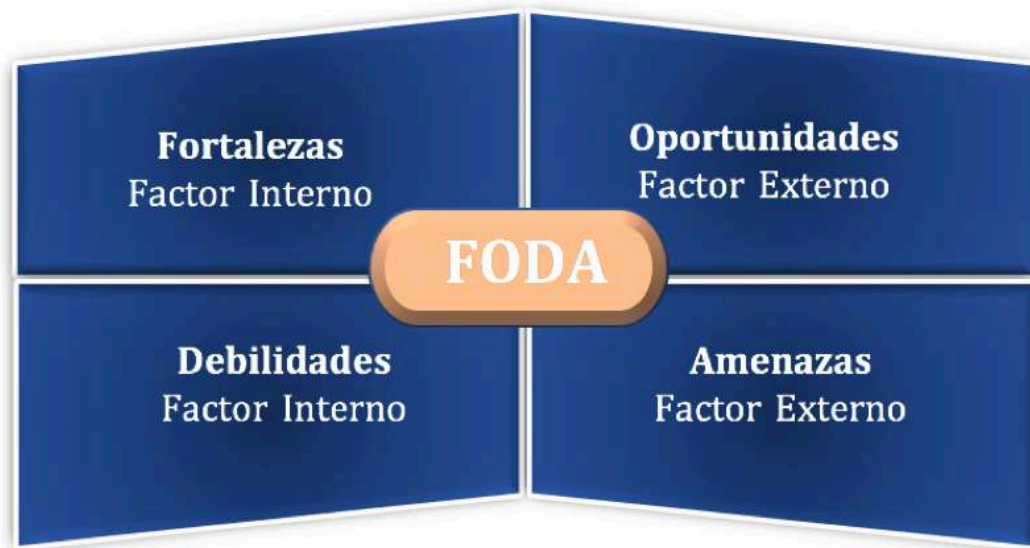 Fortalezas
Factor Interno
Oportunidades
Factor Externo
FODA
Debilidades
Factor Interno
Amenazas
Factor Externo